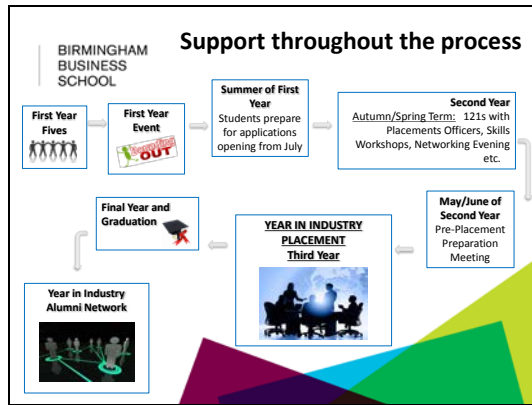 BIRMINGHAM
BUSINESS
SCHOOL
Support throughout the process
First Year
Fives
First Year
Event
OUT
Summer of First
Year
Students prepare
for applications
opening from July
Second Year
Autumn/Spring Term: 121s with
Placements Officers, Skills
Workshops, Networking Evening
etc.
May/June of
Second Year
Pre-Placement
Preparation
Meeting
YEAR IN INDUSTRY
PLACEMENT
Third Year
Final Year and
Graduation
Year in Industry
Alumni Network